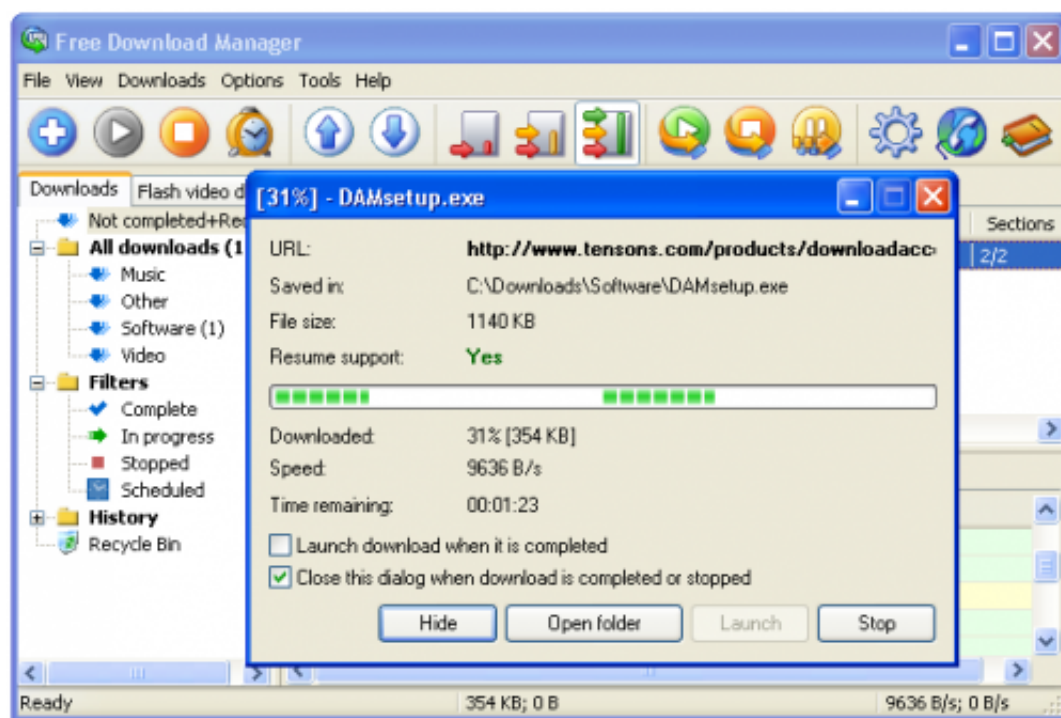 Free Download Manager
File View Downloads Options Tools Help
Downloads Flash video d
Not completed+Rec
All downloads (1
Music
Other
Software (1)
Video
Filters
Complete
In progress
Stopped
Scheduled
History
Recycle Bin
Sections
2/2
[31%] - DAMsetup.exe
URL: http://www.tensons.com/products/downloadacc
Saved in: C:\Downloads\Software\DAMsetup.exe
File size: 1140 KB
Resume support: Yes
Downloaded: 31% [354 KB]
Speed: 9636 B/s
Time remaining: 00:01:23
Launch download when it is completed
Close this dialog when download is completed or stopped
Hide Open folder Launch Stop
Ready 354 KB; 0 B 9636 B/s; 0 B/s